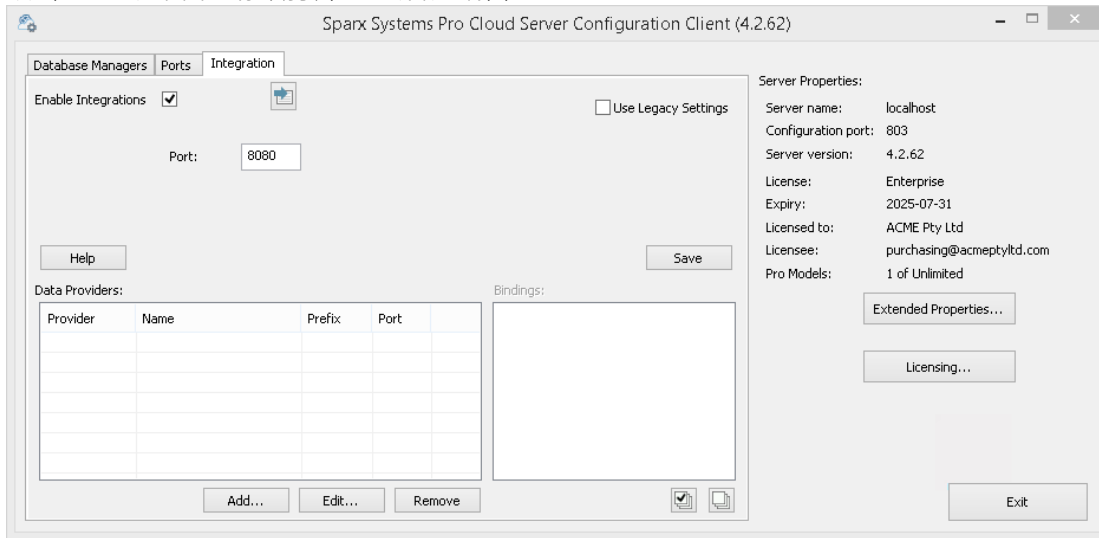 Sparx Systems Pro Cloud Server Configuration Client (4.2.62)
Database Managers Ports Integration
Enable Integrations
Use Legacy Settings
Port: 8080
Help
Save
Data Providers:
Bindings:
Provider Name Prefix Port
Add... Edit... Remove
Server Properties:
Server name: localhost
Configuration port: 803
Server version: 4.2.62
License: Enterprise
Expiry: 2025-07-31
Licensed to: ACME Pty Ltd
Licensee: purchasing@acmeptyltd.com
Pro Models: 1 of Unlimited
Extended Properties...
Licensing...
Exit